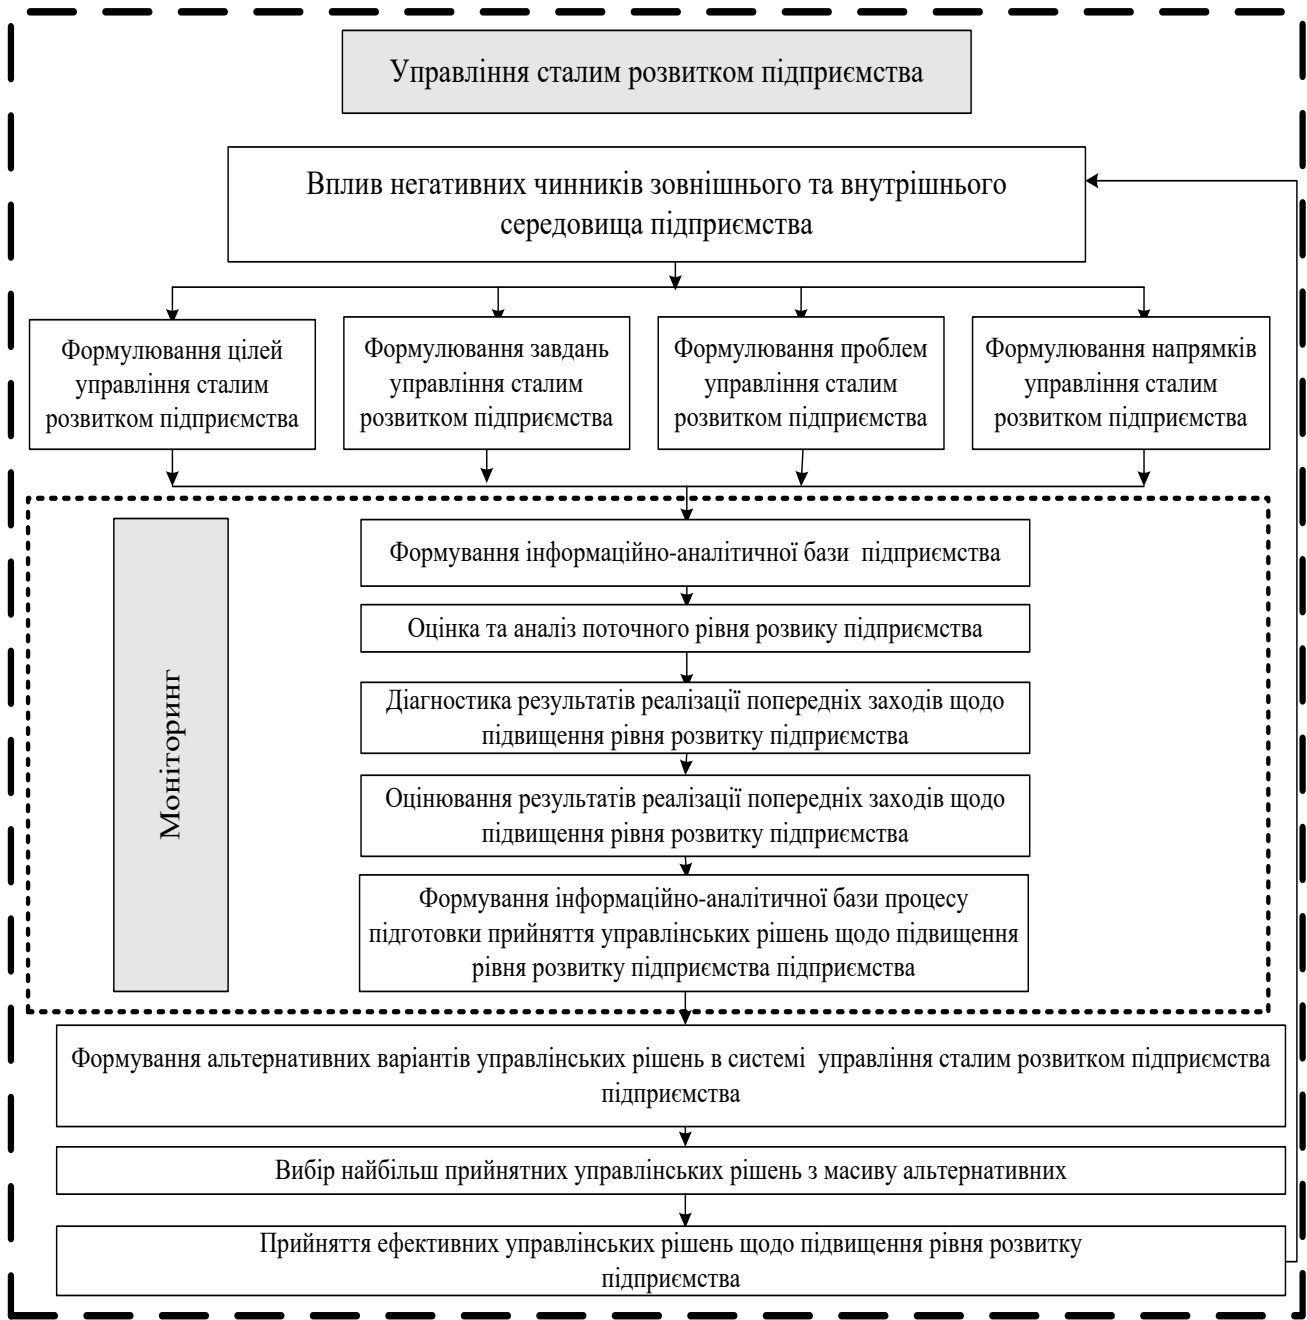 Управління сталим розвитком підприємства
Вплив негативних чинників зовнішнього та внутрішнього
середовища підприємства
Формулювання цілей
управління сталим
розвитком підприємства
Формулювання завдань
управління сталим
розвитком підприємства
Формулювання проблем
управління сталим
розвитком підприємства
Формулювання напрямків
управління сталим
розвитком підприємства
Моніторинг
Формування інформаційно-аналітичної бази підприємства
Оцінка та аналіз поточного рівня розвику підприємства
Діагностика результатів реалізації попередніх заходів щодо
підвищення рівня розвитку підприємства
Оцінювання результатів реалізації попередніх заходів щодо
підвищення рівня розвитку підприємства
Формування інформаційно-аналітичної бази процесу
підготовки прийняття управлінських рішень щодо підвищення
рівня розвитку підприємства підприємства
Формування альтернативних варіантів управлінських рішень в системі управління сталим розвитком підприємства
підприємства
Вибір найбільш прийнятних управлінських рішень з масиву альтернативних
Прийняття ефективних управлінських рішень щодо підвищення рівня розвитку
підприємства